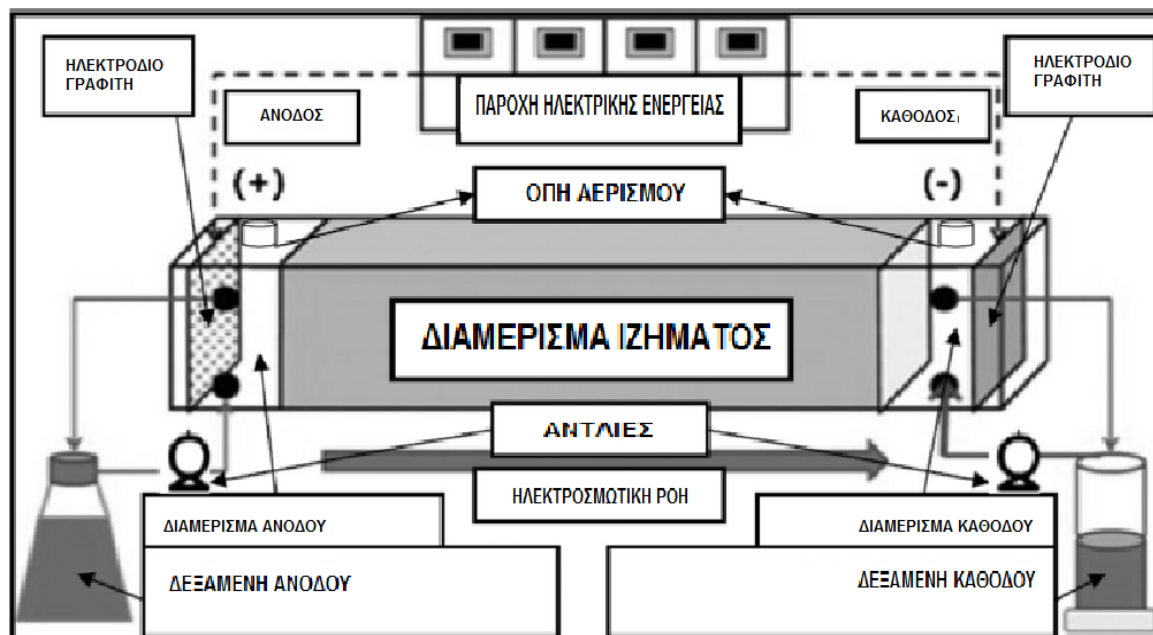 ΗΛΕΚΤΡΟΔΙΟ
ΓΡΑΦΙΤΗ
ΑΝΟΔΟΣ
ΠΑΡΟΧΗ ΗΛΕΚΤΡΙΚΗΣ ΕΝΕΡΓΕΙΑΣ
ΚΑΘΟΔΟΣ
ΗΛΕΚΤΡΟΔΙΟ
ΓΡΑΦΙΤΗ
(+)
ΟΠΗ ΑΕΡΙΣΜΟΥ
(-)
ΔΙΑΜΕΡΙΣΜΑ ΙΖΗΜΑΤΟΣ
ΑΝΤΛΙΕΣ
ΗΛΕΚΤΡΟΣΜΩΤΙΚΗ ΡΟΗ
ΔΙΑΜΕΡΙΣΜΑ ΑΝΟΔΟΥ
ΔΙΑΜΕΡΙΣΜΑ ΚΑΘΟΔΟΥ
ΔΕΞΑΜΕΝΗ ΑΝΟΔΟΥ
ΔΕΞΑΜΕΝΗ ΚΑΘΟΔΟΥ